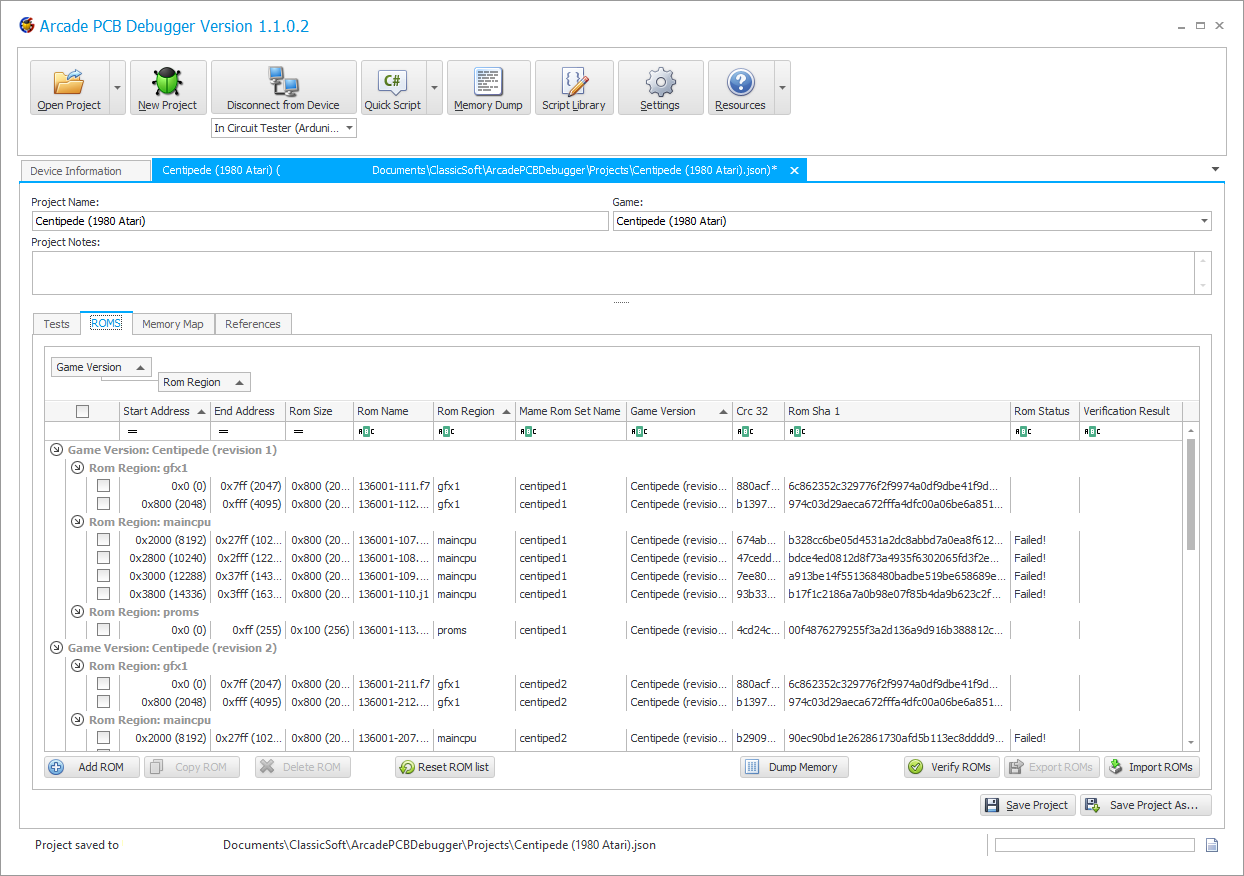 Arcade PCB Debugger Version 1.1.0.2
Open Project New Project Disconnect from Device Quick Script Memory Dump Script Library Settings Resources
In Circuit Tester (Arduni...
Device Information Centipede (1980 Atari) ( Documents\ClassicSoft\ArcadePCBDebugger\Projects\Centipede (1980 Atari).json)*
Project Name: Game:
Centipede (1980 Atari) Centipede (1980 Atari)
Project Notes:
Tests ROMS Memory Map References
Game Version
Rom Region
Start Address End Address Rom Size Rom Name Rom Region Mame Rom Set Name Game Version Crc 32 Rom Sha 1 Rom Status Verification Result
= = = ABC ABC ABC ABC ABC ABC ABC ABC
Game Version: Centipede (revision 1)
Rom Region: gfx1
0x0 (0) 0x7ff (2047) 0x800 (20... 136001-111.f7 gfx1 centiped1 Centipede (revisio... 880acf... 6c862352c329776f2f9974a0df9dbe41f9d...
0x800 (2048) 0xfff (4095) 0x800 (20... 136001-112.... gfx1 centiped1 Centipede (revisio... b1397... 974c03d29aeca672fffa4dfc00a06be6a851...
Rom Region: maincpu
0x2000 (8192) 0x27ff (102... 0x800 (20... 136001-107.... maincpu centiped1 Centipede (revisio... 674ab... b328cc6be05d4531a2dc8abbd7a0ea8f612... Failed!
0x2800 (10240) 0x2fff (122... 0x800 (20... 136001-108.... maincpu centiped1 Centipede (revisio... 47cedd... bdce4ed0812d8f73a4935f6302065fd3f2e... Failed!
0x3000 (12288) 0x37ff (143... 0x800 (20... 136001-109.... maincpu centiped1 Centipede (revisio... 7ee80... a913be14f551368480badbe519be658689e... Failed!
0x3800 (14336) 0x3fff (163... 0x800 (20... 136001-110.j1 maincpu centiped1 Centipede (revisio... 93b33... b17f1c2186a7a0b98e07f85b4da9b623c2f... Failed!
Rom Region: proms
0x0 (0) 0xff (255) 0x100 (256) 136001-113.... proms centiped1 Centipede (revisio... 4cd24c... 00f4876279255f3a2d136a9d916b388812c...
Game Version: Centipede (revision 2)
Rom Region: gfx1
0x0 (0) 0x7ff (2047) 0x800 (20... 136001-211.f7 gfx1 centiped2 Centipede (revisio... 880acf... 6c862352c329776f2f9974a0df9dbe41f9d...
0x800 (2048) 0xfff (4095) 0x800 (20... 136001-212.... gfx1 centiped2 Centipede (revisio... b1397... 974c03d29aeca672fffa4dfc00a06be6a851...
Rom Region: maincpu
0x2000 (8192) 0x27ff (102... 0x800 (20... 136001-207.... maincpu centiped2 Centipede (revisio... b2909... 90ec90bd1e262861730afd5b113ec8dddd9... Failed!
Add ROM Copy ROM Delete ROM Reset ROM list Dump Memory Verify ROMs Export ROMs Import ROMs
Save Project Save Project As...
Project saved to Documents\ClassicSoft\ArcadePCBDebugger\Projects\Centipede (1980 Atari).json